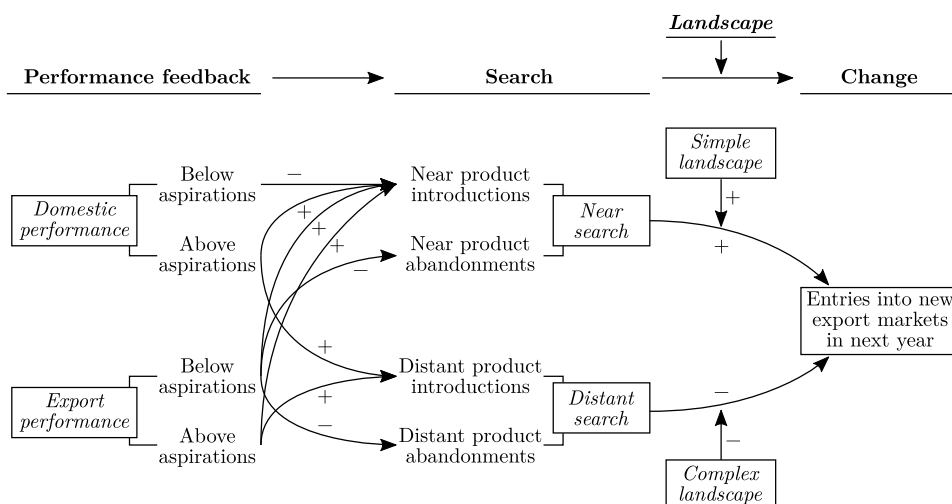 Landscape
Performance feedback
Search
Change
Simple
landscape
Below
aspirations
−
Near product
introductions
+
Domestic
performance
+
+
+
Near
search
Above
aspirations
Near product
abandonments
−
+
Entries into new
export markets
in next year
+
Below
aspirations
Distant product
introductions
Export
performance
+
Distant
search
−
Above
aspirations
−
Distant product
abandonments
−
Complex
landscape